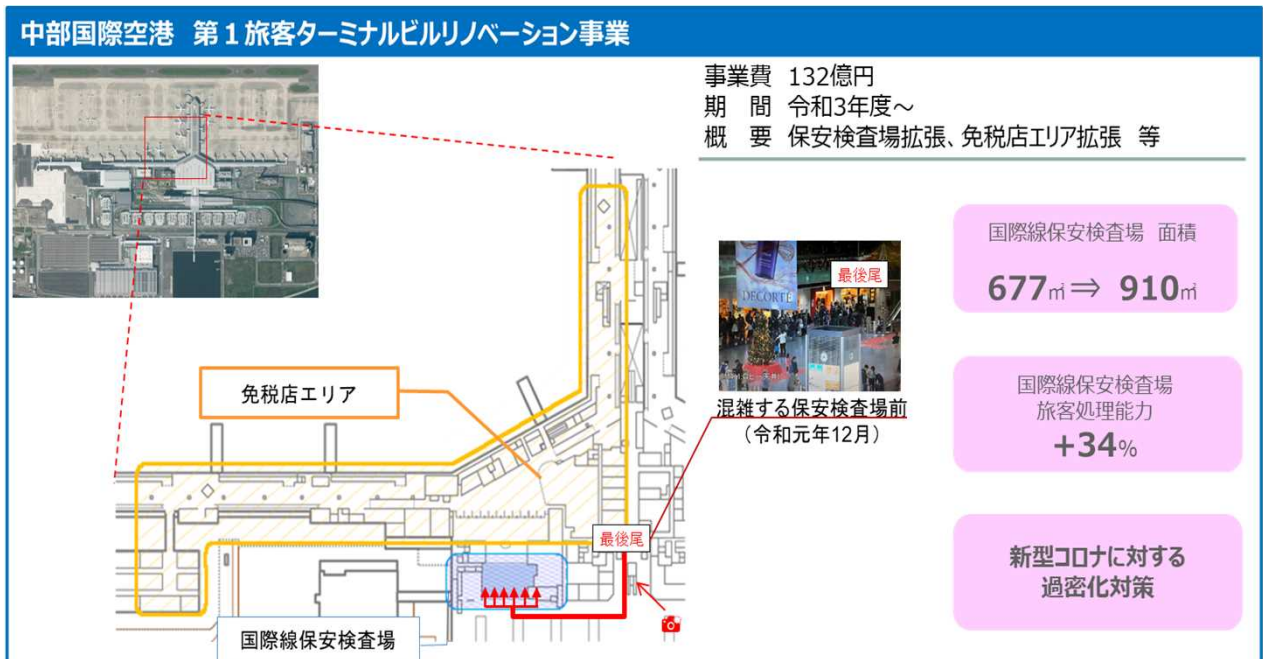 中部国際空港 第１旅客ターミナルビルリノベーション事業
事業費 132億円
期　間 令和3年度～
概　要 保安検査場拡張、免税店エリア拡張 等
国際線保安検査場 面積
677㎡⇒ 910㎡
最後尾
DECORTÉ
混雑する保安検査場前
（令和元年12月）
免税店エリア
国際線保安検査場
旅客処理能力
+34%
最後尾
新型コロナに対する
過密化対策
国際線保安検査場